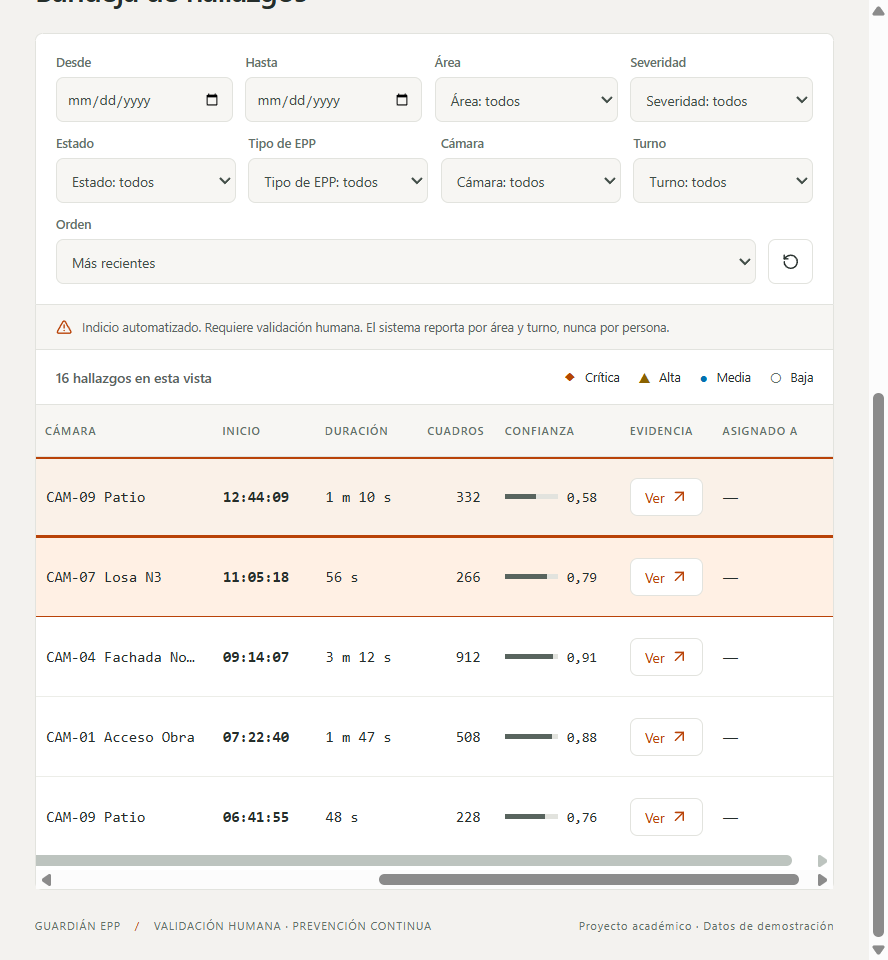 Bandeja de hallazgos
Desde Hasta Área Severidad
mm/dd/yyyy mm/dd/yyyy Área: todos Severidad: todos
Estado Tipo de EPP Cámara Turno
Estado: todos Tipo de EPP: todos Cámara: todos Turno: todos
Orden
Más recientes
Indicio automatizado. Requiere validación humana. El sistema reporta por área y turno, nunca por persona.
16 hallazgos en esta vista Crítica Alta Media Baja
CÁMARA INICIO DURACIÓN CUADROS CONFIANZA EVIDENCIA ASIGNADO A
CAM-09 Patio 12:44:09 1 m 10 s 332 0,58 Ver —
CAM-07 Losa N3 11:05:18 56 s 266 0,79 Ver —
CAM-04 Fachada No… 09:14:07 3 m 12 s 912 0,91 Ver —
CAM-01 Acceso Obra 07:22:40 1 m 47 s 508 0,88 Ver —
CAM-09 Patio 06:41:55 48 s 228 0,76 Ver —
GUARDIÁN EPP / VALIDACIÓN HUMANA · PREVENCIÓN CONTINUA Proyecto académico · Datos de demostración